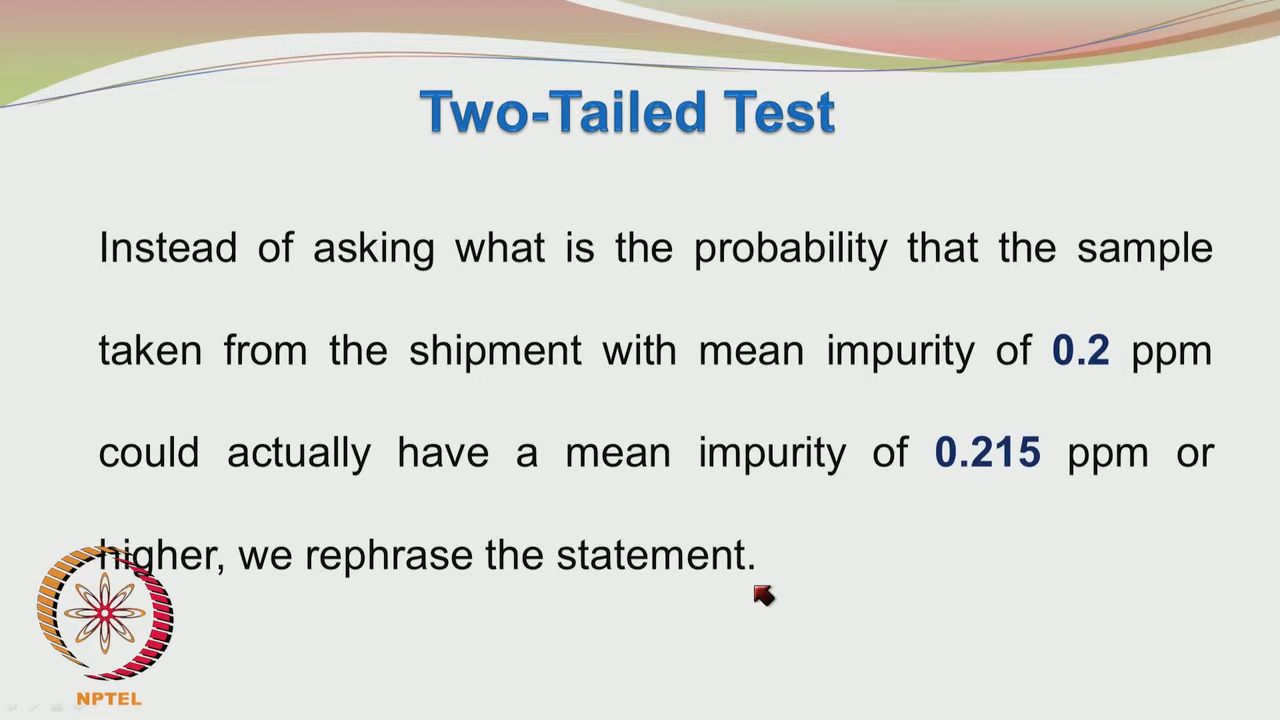 Two-Tailed Test
Instead of asking what is the probability that the sample
taken from the shipment with mean impurity of 0.2 ppm
could actually have a mean impurity of 0.215 ppm or
higher, we rephrase the statement.
NPTEL